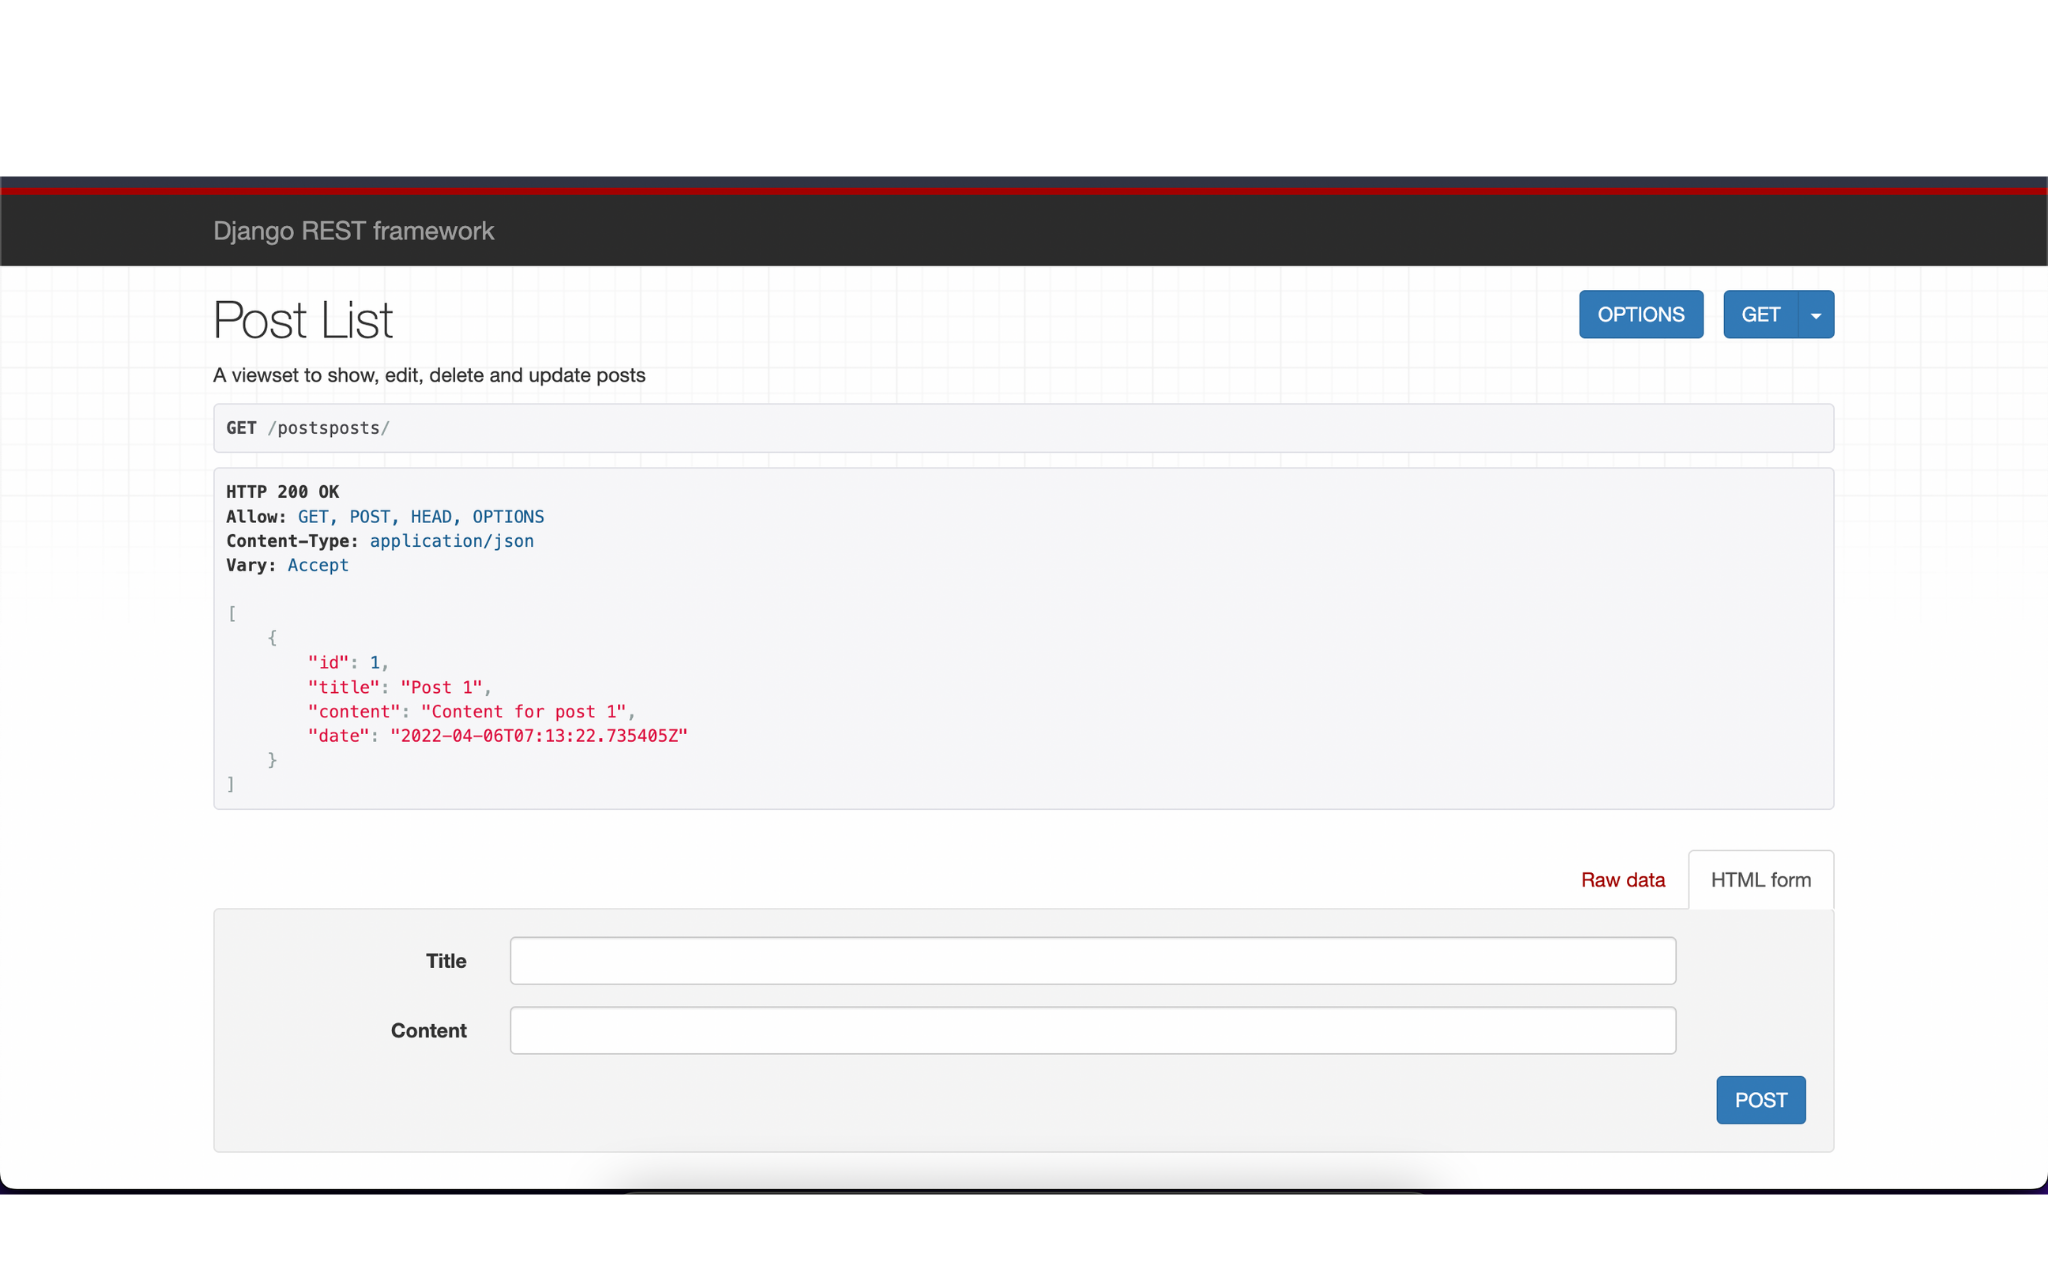 Django REST framework
Post List
OPTIONS
GET
A viewset to show, edit, delete and update posts
GET /postsposts/
HTTP 200 OK
Allow: GET, POST, HEAD, OPTIONS
Content-Type: application/json
Vary: Accept
[
    {
        "id": 1,
        "title": "Post 1",
        "content": "Content for post 1",
        "date": "2022-04-06T07:13:22.735405Z"
    }
]
Raw data
HTML form
Title
Content
POST